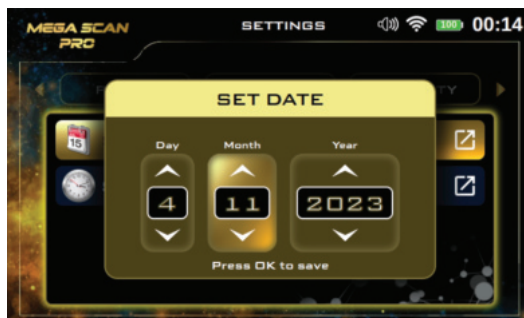 MEGA SCAN
PRO
SETTINGS
100
00:14
TY
SET DATE
15
Day
Month
Year
4
11
2023
Press OK to save